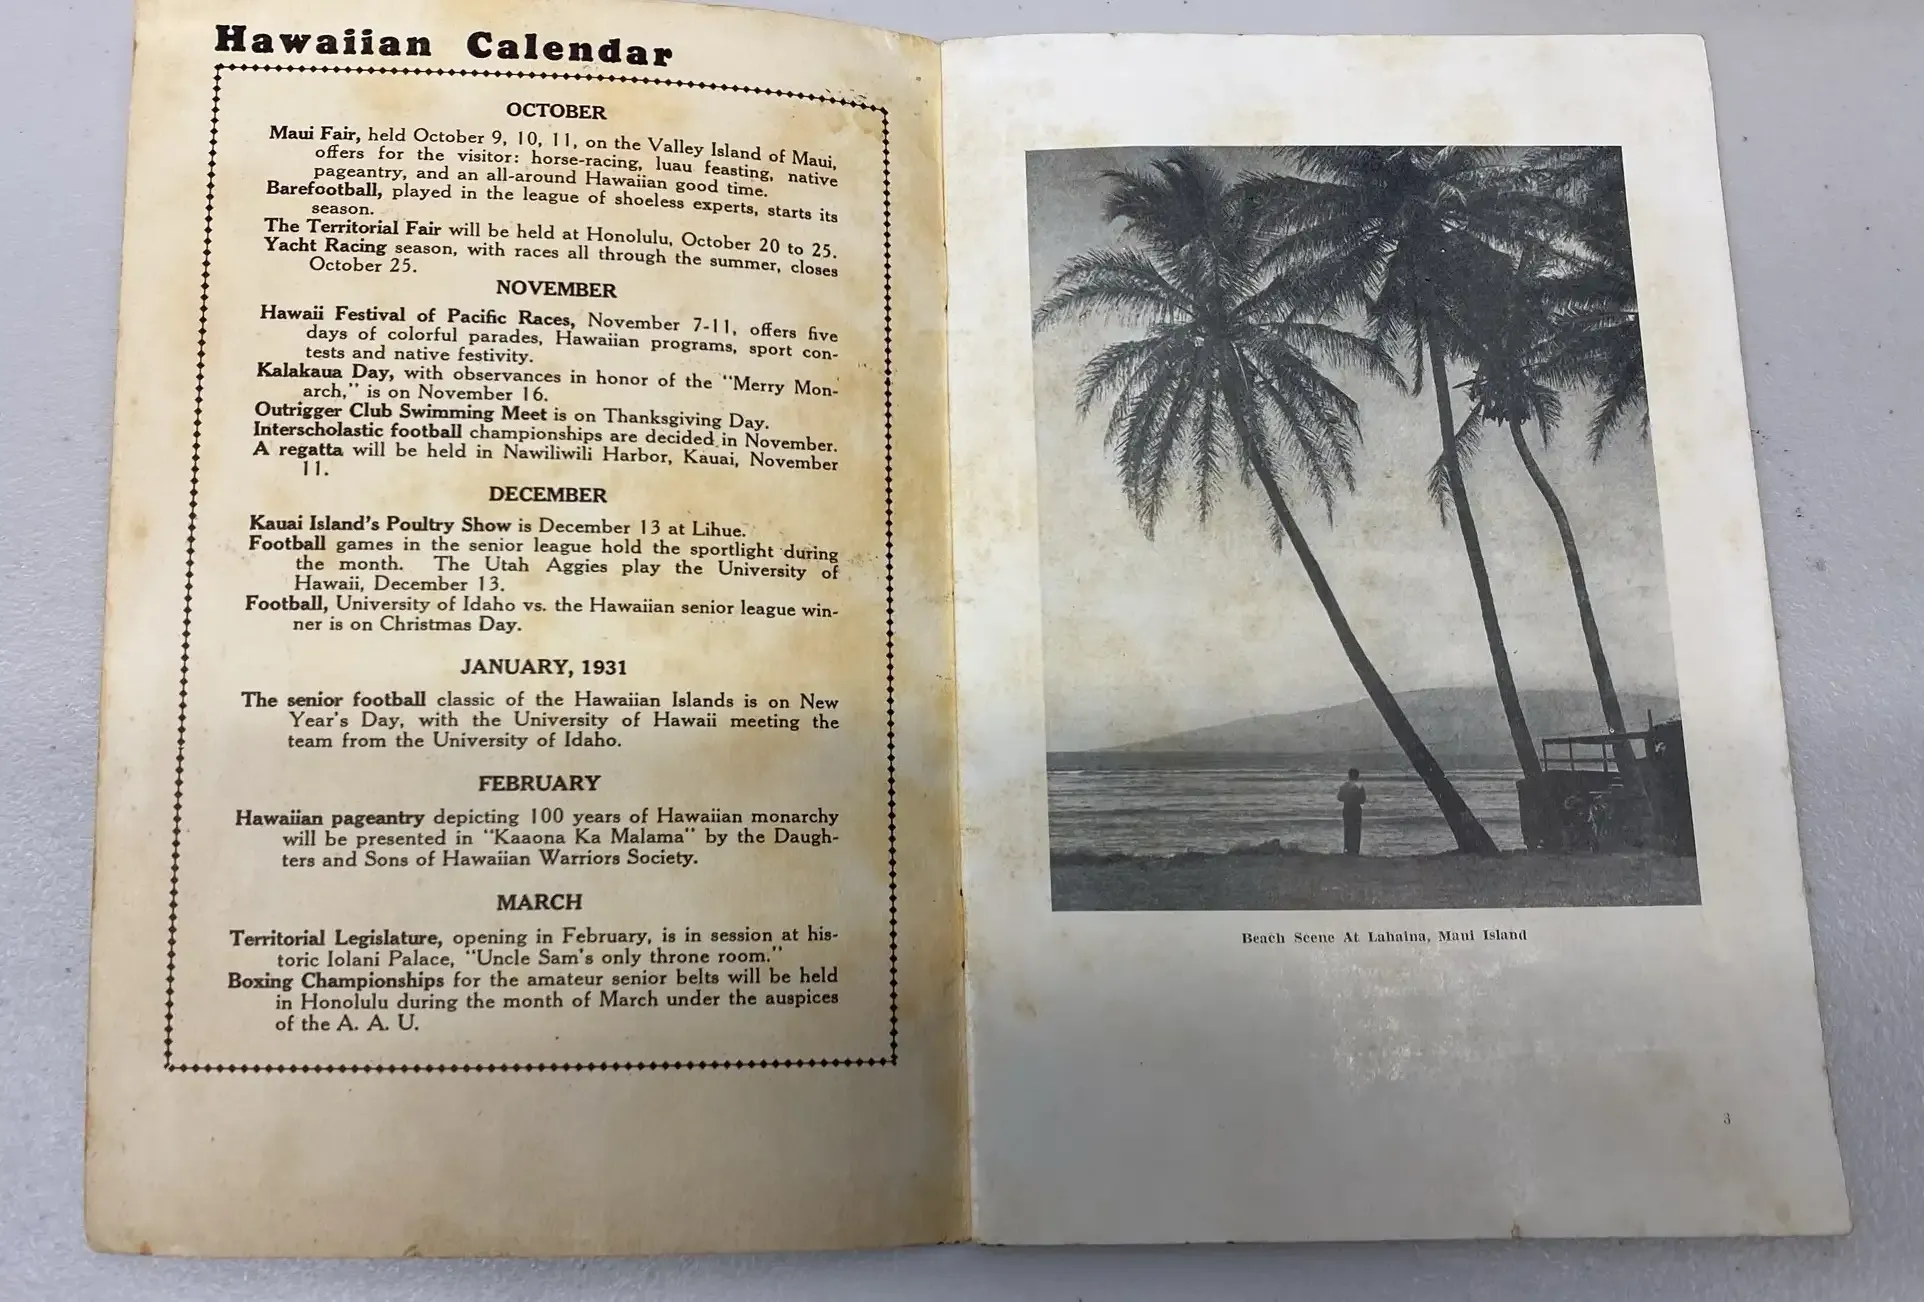 Hawaiian Calendar
OCTOBER
Maui Fair, held October 9, 10, 11, on the Valley Island of Maui,
offers for the visitor: horse-racing, luau feasting, native
pageantry, and an all-around Hawaiian good time.
Barefootball, played in the league of shoeless experts, starts its
season.
The Territorial Fair will be held at Honolulu, October 20 to 25.
Yacht Racing season, with races all through the summer, closes
October 25.
NOVEMBER
Hawaii Festival of Pacific Races, November 7-11, offers five
days of colorful parades, Hawaiian programs, sport con-
tests and native festivity.
Kalakaua Day, with observances in honor of the "Merry Mon-
arch," is on November 16.
Outrigger Club Swimming Meet is on Thanksgiving Day.
Interscholastic football championships are decided in November.
A regatta will be held in Nawiliwili Harbor, Kauai, November
11.
DECEMBER
Kauai Island's Poultry Show is December 13 at Lihue.
Football games in the senior league hold the sportlight during
the month. The Utah Aggies play the University of
Hawaii, December 13.
Football, University of Idaho vs. the Hawaiian senior league win-
ner is on Christmas Day.
JANUARY, 1931
The senior football classic of the Hawaiian Islands is on New
Year's Day, with the University of Hawaii meeting the
team from the University of Idaho.
FEBRUARY
Hawaiian pageantry depicting 100 years of Hawaiian monarchy
will be presented in "Kaaona Ka Malama" by the Daugh-
ters and Sons of Hawaiian Warriors Society.
MARCH
Territorial Legislature, opening in February, is in session at his-
toric Iolani Palace, "Uncle Sam's only throne room."
Boxing Championships for the amateur senior belts will be held
in Honolulu during the month of March under the auspices
of the A. A. U.
Beach Scene At Lahaina, Maui Island
3